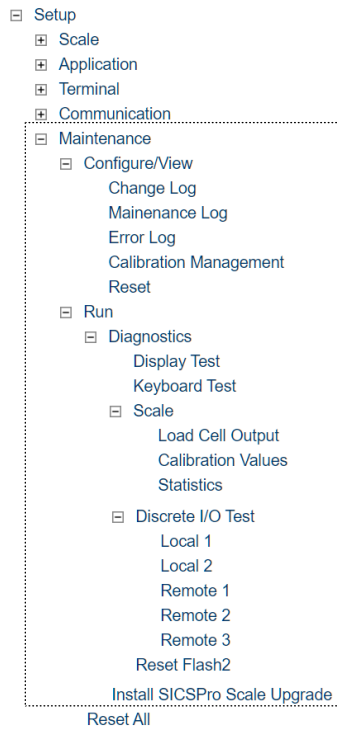 Setup
Scale
Application
Terminal
Communication
Maintenance
Configure/View
Change Log
Mainenance Log
Error Log
Calibration Management
Reset
Run
Diagnostics
Display Test
Keyboard Test
Scale
Load Cell Output
Calibration Values
Statistics
Discrete I/O Test
Local 1
Local 2
Remote 1
Remote 2
Remote 3
Reset Flash2
Install SICSPro Scale Upgrade
Reset All